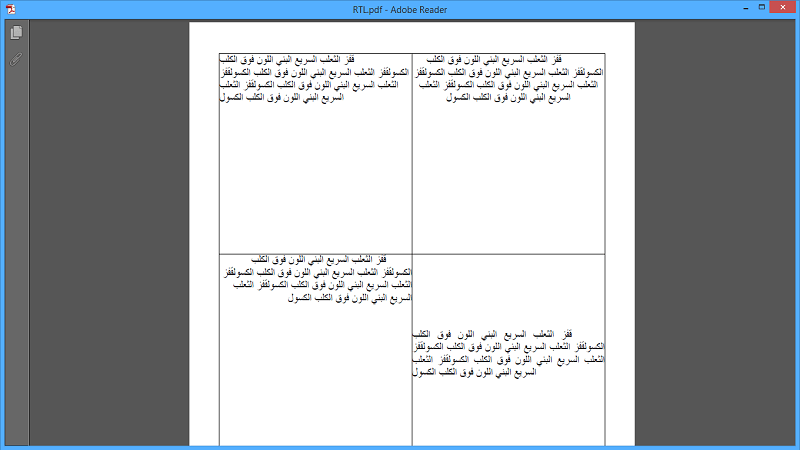 RTL.pdf - Adobe Reader
قفز الثعلب السريع البني اللون فوق الكلب
الكسولقفز الثعلب السريع البني اللون فوق الكلب الكسولقفز
الثعلب السريع البني اللون فوق الكلب الكسولقفز الثعلب
السريع البني اللون فوق الكلب الكسول
قفز الثعلب السريع البني اللون فوق الكلب
الكسولقفز الثعلب السريع البني اللون فوق الكلب الكسولقفز
الثعلب السريع البني اللون فوق الكلب الكسولقفز الثعلب
السريع البني اللون فوق الكلب الكسول
قفز الثعلب السريع البني اللون فوق الكلب
الكسولقفز الثعلب السريع البني اللون فوق الكلب الكسولقفز
الثعلب السريع البني اللون فوق الكلب الكسولقفز الثعلب
السريع البني اللون فوق الكلب الكسول
قفز الثعلب السريع البني اللون فوق الكلب
الكسولقفز الثعلب السريع البني اللون فوق الكلب الكسولقفز
الثعلب السريع البني اللون فوق الكلب الكسولقفز الثعلب
السريع البني اللون فوق الكلب الكسول